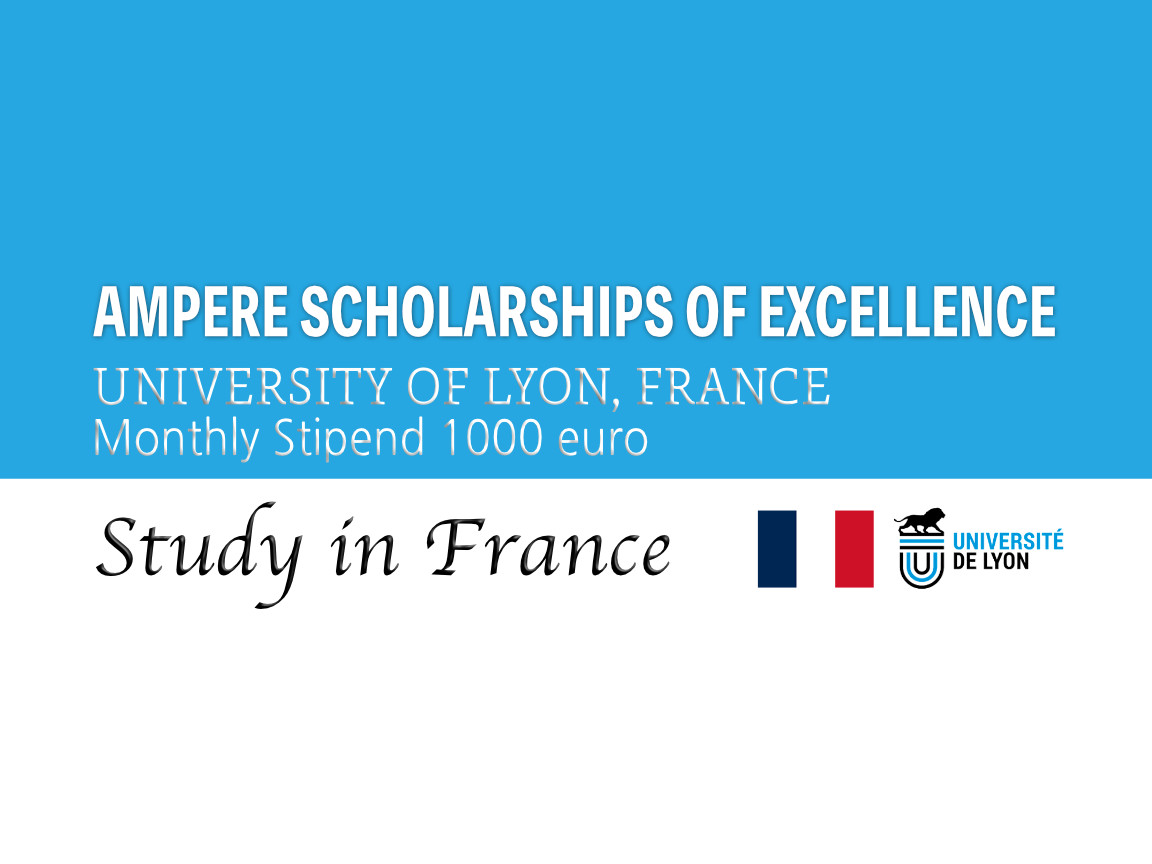 AMPERE SCHOLARSHIPS OF EXCELLENCE
UNIVERSITY OF LYON, FRANCE
Monthly Stipend 1000 euro
Study in France
UNIVERSITÉ
DE LYON